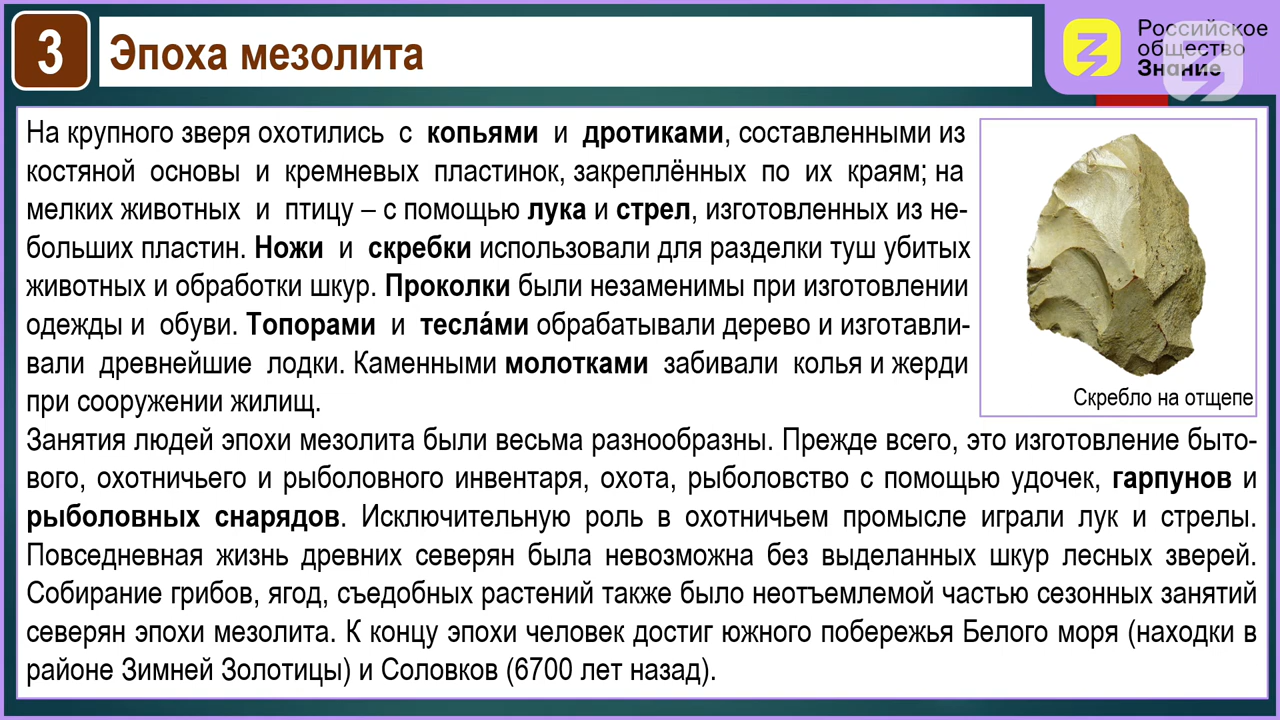 3
Эпоха мезолита
Российское
общество
Знание
На крупного зверя охотились с копьями и дротиками, составленными из
костяной основы и кремневых пластинок, закреплённых по их краям; на
мелких животных и птицу – с помощью лука и стрел, изготовленных из не-
больших пластин. Ножи и скребки использовали для разделки туш убитых
животных и обработки шкур. Проколки были незаменимы при изготовлении
одежды и обуви. Топорами и тесла́ми обрабатывали дерево и изготавли-
вали древнейшие лодки. Каменными молотками забивали колья и жерди
при сооружении жилищ.
Скребло на отщепе
Занятия людей эпохи мезолита были весьма разнообразны. Прежде всего, это изготовление быто-
вого, охотничьего и рыболовного инвентаря, охота, рыболовство с помощью удочек, гарпунов и
рыболовных снарядов. Исключительную роль в охотничьем промысле играли лук и стрелы.
Повседневная жизнь древних северян была невозможна без выделанных шкур лесных зверей.
Собирание грибов, ягод, съедобных растений также было неотъемлемой частью сезонных занятий
северян эпохи мезолита. К концу эпохи человек достиг южного побережья Белого моря (находки в
районе Зимней Золотицы) и Соловков (6700 лет назад).